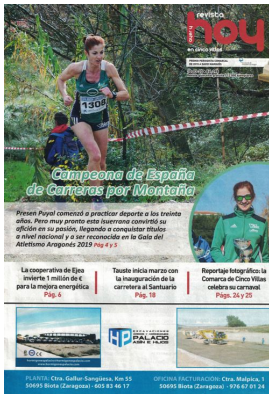 revista
ayer y
hoy
en cinco villas
1308
Campeona de España
de Carreras por Montaña
Presen Puyal comenzó a practicar deporte a los treinta
años. Pero muy pronto esta luserrana convirtió su
afición en su pasión, llegando a conquistar títulos
a nivel nacional y a ser reconocida en la Gala del
Atletismo Aragonés 2019 Pág 4 y 5
La cooperativa de Ejea
invierte 1 millón de €
para la mejora energética
Pág. 6
Tauste inicia marzo con
la inauguración de la
carretera al Santuario
Pág. 18
Reportaje fotográfico: la
Comarca de Cinco Villas
celebra su carnaval
Págs. 24 y 25
HP
EXCAVACIONES
PALACIO
ASÍN E HIJOS
PLANTA: Ctra. Gallur-Sangüesa, Km 55
50695 Biota (Zaragoza) - 605 83 46 17
OFICINA FACTURACIÓN: Ctra. Malpica, 1
50695 Biota (Zaragoza) - 976 67 01 24